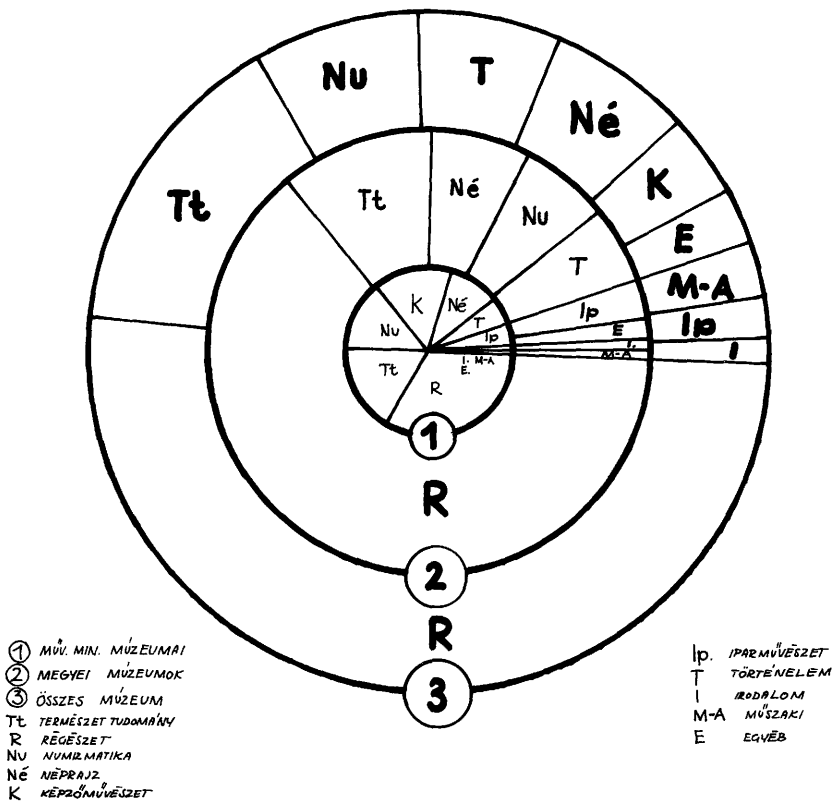 Nu
T
Né
K
E
M-A
Ip
I
Tt
Tt
Né
Nu
T
Ip
E
I.
M-A
K
Né
T
Ip
Nu
Tt
I. M-A
E.
R
1
R
2
R
3
1 MŰV. MIN. MÚZEUMAI
2 MEGYEI MÚZEUMOK
3 ÖSSZES MÚZEUM
Tt TERMÉSZET TUDOMÁNY
R RÉGÉSZET
Nu NUMIZMATIKA
Né NÉPRAJZ
K KÉPZŐMŰVÉSZET
Ip. IPARMŰVÉSZET
T TÖRTÉNELEM
I IRODALOM
M-A MŰSZAKI
E EGYÉB